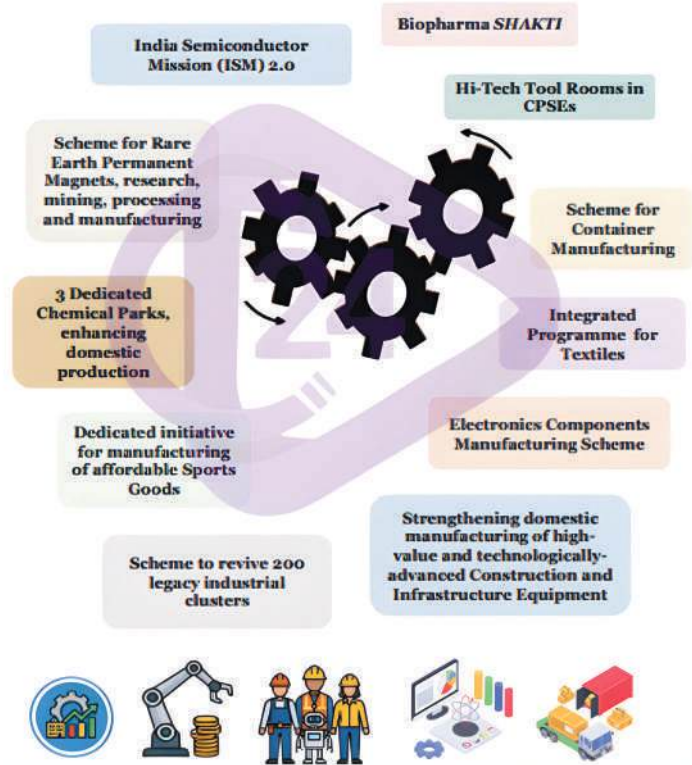 Biopharma SHAKTI
India Semiconductor
Mission (ISM) 2.0
Hi-Tech Tool Rooms in
CPSEs
Scheme for Rare
Earth Permanent
Magnets, research,
mining, processing
and manufacturing
Scheme for
Container
Manufacturing
3 Dedicated
Chemical Parks,
enhancing
domestic
production
Integrated
Programme for
Textiles
Dedicated initiative
for manufacturing
of affordable Sports
Goods
Electronics Components
Manufacturing Scheme
Strengthening domestic
manufacturing of high-
value and technologically-
advanced Construction and
Infrastructure Equipment
Scheme to revive 200
legacy industrial
clusters
24